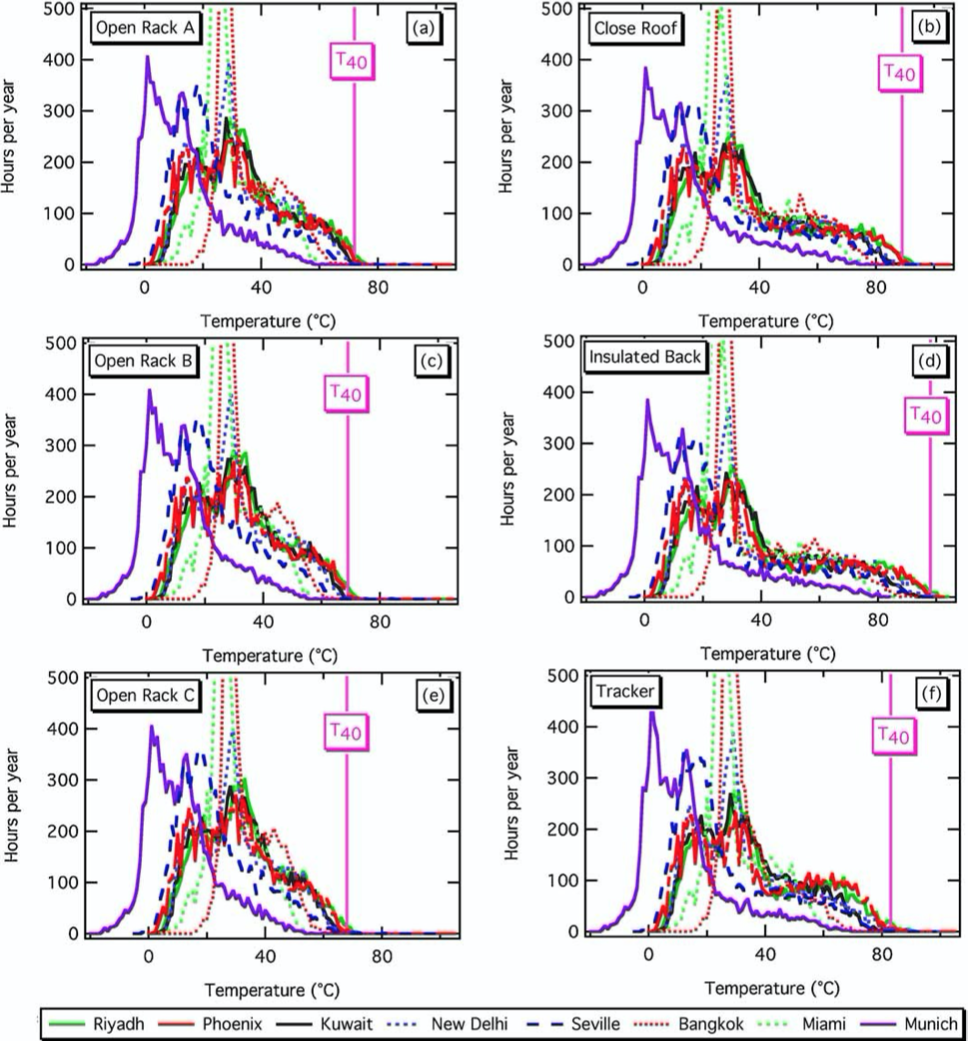 Open Rack A
(a)
T40
500
400
300
200
100
0
Hours per year
0 40 80
Temperature (°C)
Close Roof
(b)
T40
500
400
300
200
100
0
Hours per year
0 40 80
Temperature (°C)
Open Rack B
(c)
T40
500
400
300
200
100
0
Hours per year
0 40 80
Temperature (°C)
Insulated Back
(d)
T40
500
400
300
200
100
0
Hours per year
0 40 80
Temperature (°C)
Open Rack C
(e)
T40
500
400
300
200
100
0
Hours per year
0 40 80
Temperature (°C)
Tracker
(f)
T40
500
400
300
200
100
0
Hours per year
0 40 80
Temperature (°C)
Riyadh Phoenix Kuwait New Delhi Seville Bangkok Miami Munich